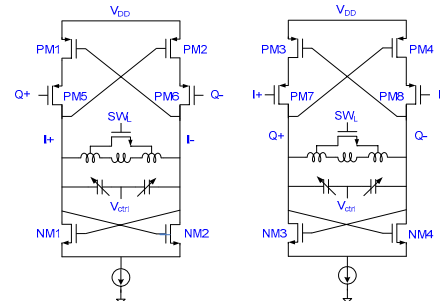 VDD VDD
PM1 PM2 PM3 PM4
Q+ PM5 PM6 Q- I+ PM7 PM8 I
I+ SWL I- Q+ SWL Q-
Vctrl Vctrl
NM1 NM2 NM3 NM4